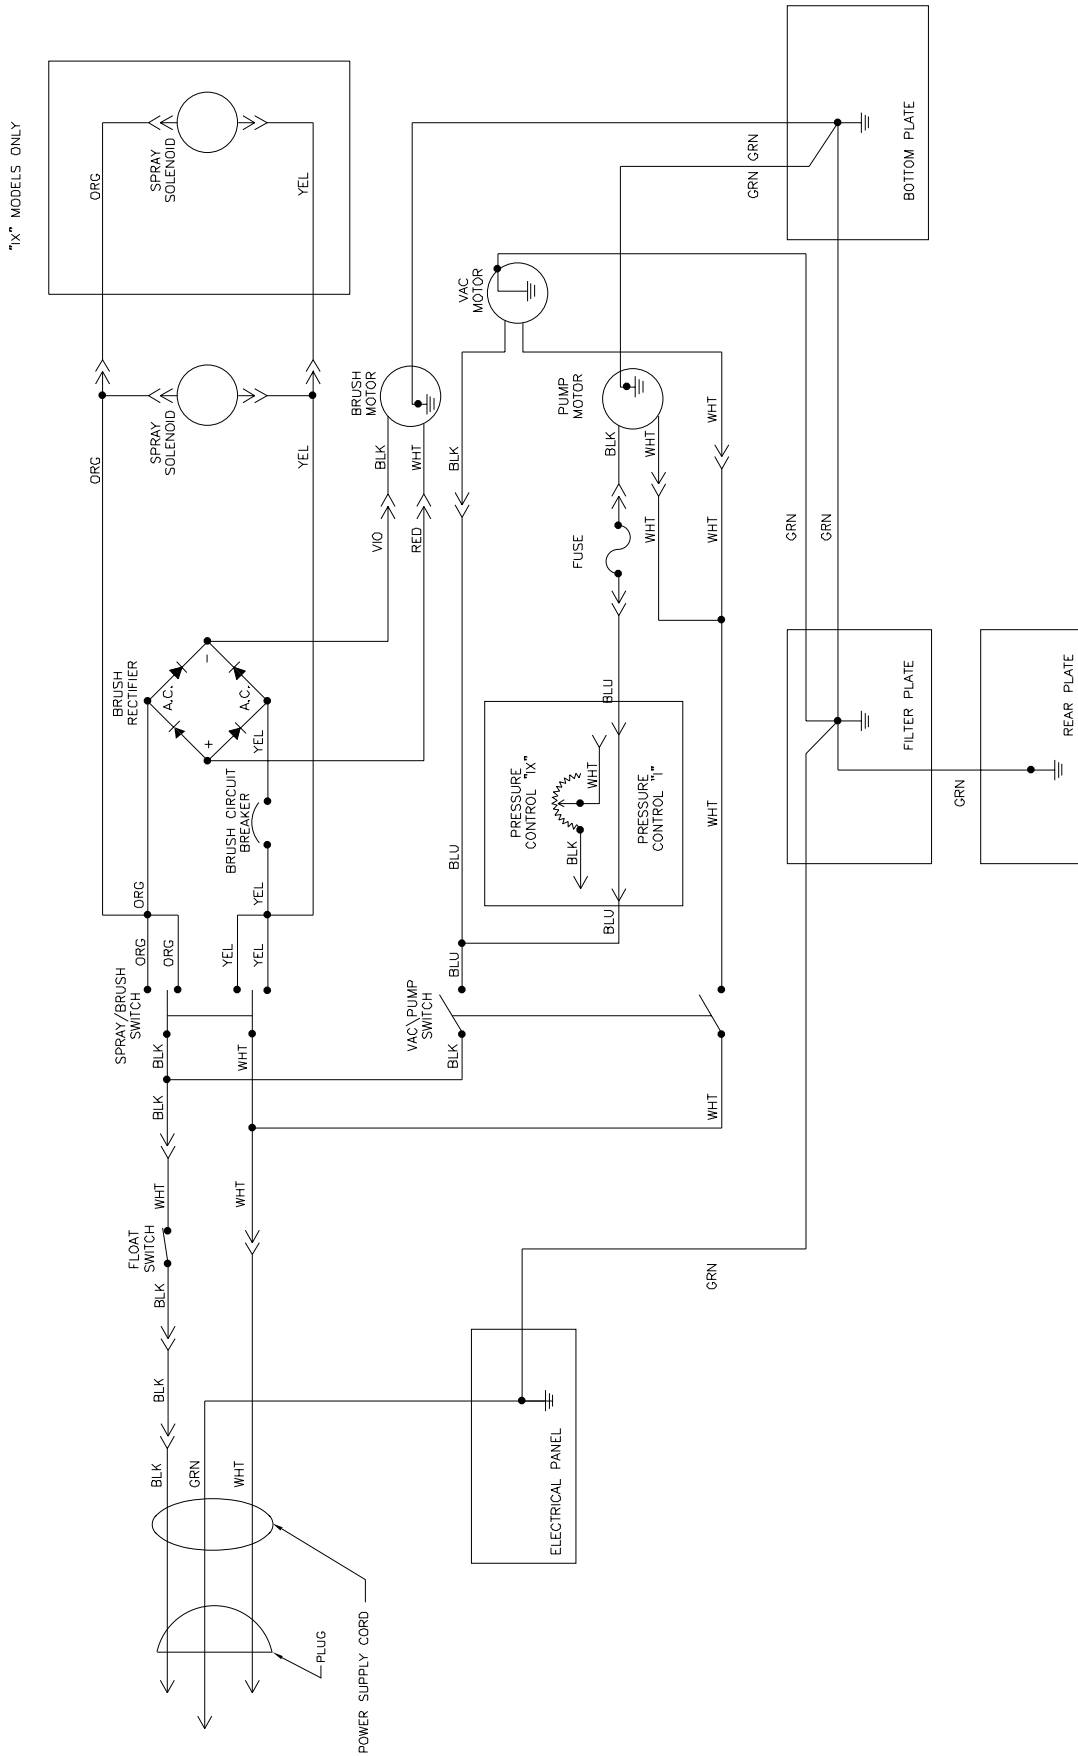 "IX" MODELS ONLY
ORG
SPRAY
SOLENOID
YEL
ORG
SPRAY
SOLENOID
YEL
BRUSH
RECTIFIER
A.C.
A.C.
+
−
YEL
BRUSH CIRCUIT
BREAKER
YEL
ORG
ORG
ORG
YEL
YEL
SPRAY/BRUSH
SWITCH
BLK
WHT
BLK
WHT
WHT
FLOAT
SWITCH
BLK
BLK
BLK
GRN
WHT
PLUG
POWER SUPPLY CORD
BRUSH
MOTOR
BLK
WHT
VIO
RED
VAC
MOTOR
BLK
WHT
WHT
PUMP
MOTOR
BLK
WHT
WHT
FUSE
BLU
PRESSURE
CONTROL "IX"
WHT
BLK
PRESSURE
CONTROL "I"
BLU
BLU
BLU
WHT
VAC\PUMP
SWITCH
BLK
WHT
GRN
GRN
BOTTOM PLATE
GRN
GRN
FILTER PLATE
GRN
REAR PLATE
GRN
ELECTRICAL PANEL